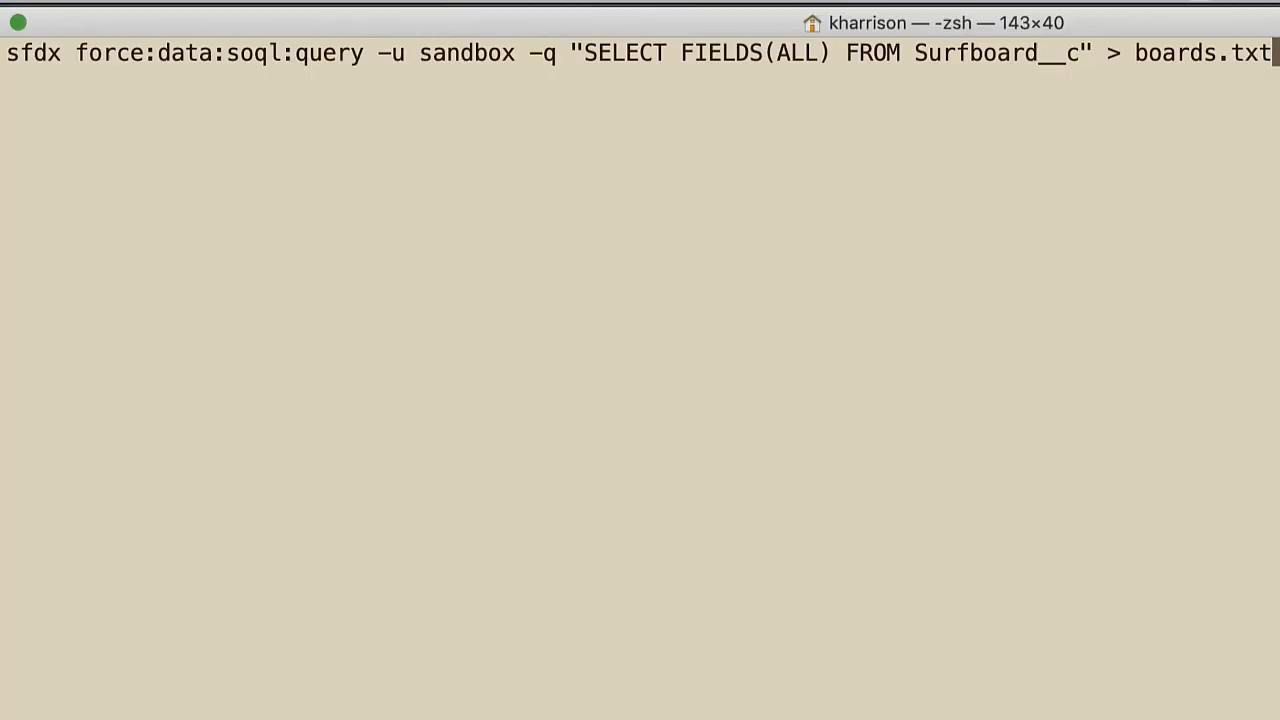 kharrison — -zsh — 143×40
sfdx force:data:soql:query -u sandbox -q "SELECT FIELDS(ALL) FROM Surfboard__c" > boards.txt